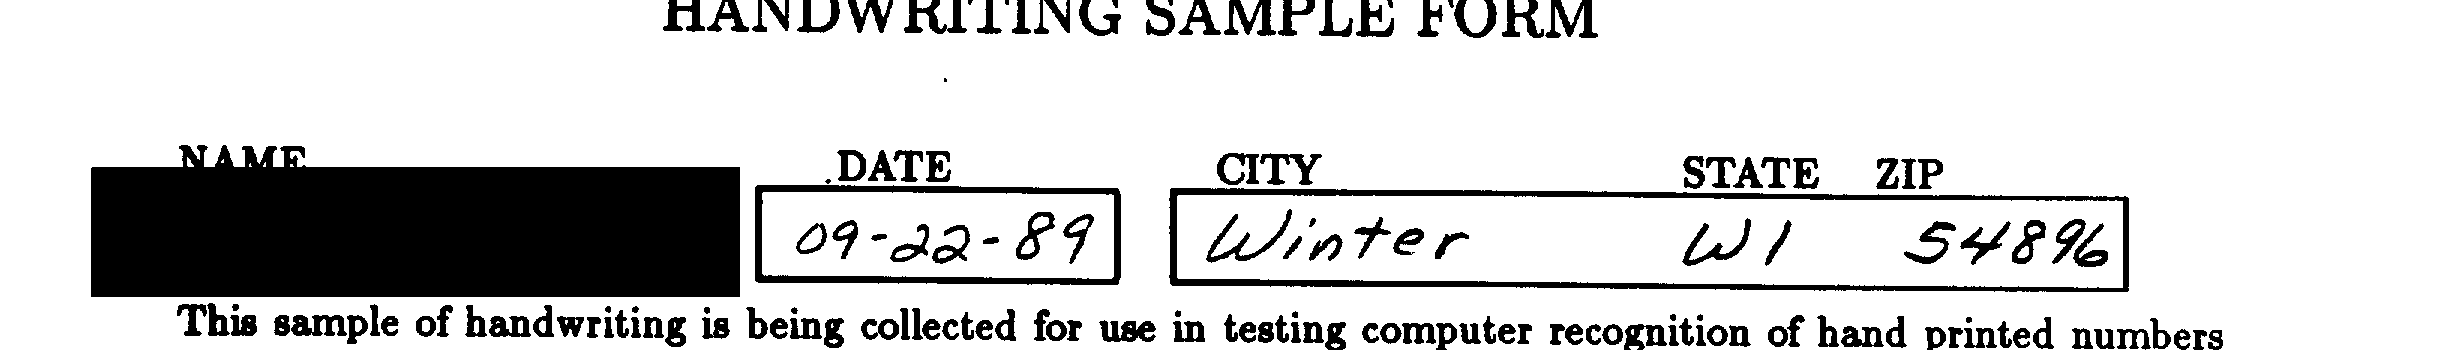 HANDWRITING SAMPLE FORM
NAME DATE CITY STATE ZIP
09-22-89 Winter WI 54896
This sample of handwriting is being collected for use in testing computer recognition of hand printed numbers